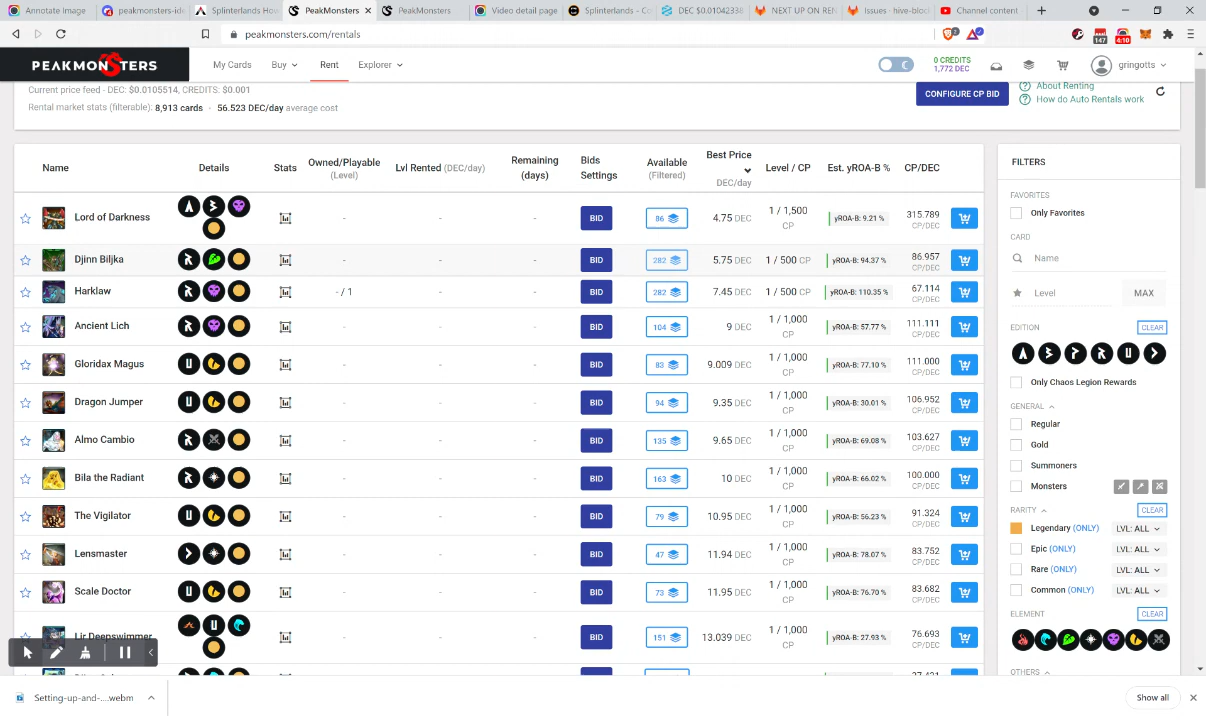 Annotate Image peakmonsters-ide Splinterlands How PeakMonsters PeakMonsters Video detail page Splinterlands - Co DEC $0.01042338 NEXT UP ON REN Issues · hive-block Channel content
peakmonsters.com/rentals 2 147 4:10
PEAKMONSTERS My Cards Buy Rent Explorer 0 CREDITS gringotts
1,772 DEC
Current price feed - DEC: $0.0105514, CREDITS: $0.001 CONFIGURE CP BID About Renting
Rental market stats (filterable): 8,913 cards · 56.523 DEC/day average cost How do Auto Rentals work
Name Details Stats Owned/Playable (Level) Lvl Rented (DEC/day) Remaining (days) Bids Settings Available (Filtered) Best Price DEC/day Level / CP Est. yROA-B % CP/DEC
Lord of Darkness - - - BID 86 4.75 DEC 1 / 1,500 CP yROA-B: 9.21 % 315.789 CP/DEC
Djinn Biljka - - - BID 282 5.75 DEC 1 / 500 CP yROA-B: 94.37 % 86.957 CP/DEC
Harklaw - / 1 - - BID 282 7.45 DEC 1 / 500 CP yROA-B: 110.35 % 67.114 CP/DEC
Ancient Lich - - - BID 104 9 DEC 1 / 1,000 CP yROA-B: 57.77 % 111.111 CP/DEC
Gloridax Magus - - - BID 83 9.009 DEC 1 / 1,000 CP yROA-B: 77.10 % 111.000 CP/DEC
Dragon Jumper - - - BID 94 9.35 DEC 1 / 1,000 CP yROA-B: 30.01 % 106.952 CP/DEC
Almo Cambio - - - BID 135 9.65 DEC 1 / 1,000 CP yROA-B: 69.08 % 103.627 CP/DEC
Bila the Radiant - - - BID 163 10 DEC 1 / 1,000 CP yROA-B: 66.02 % 100.000 CP/DEC
The Vigilator - - - BID 79 10.95 DEC 1 / 1,000 CP yROA-B: 56.23 % 91.324 CP/DEC
Lensmaster - - - BID 47 11.94 DEC 1 / 1,000 CP yROA-B: 78.07 % 83.752 CP/DEC
Scale Doctor - - - BID 73 11.95 DEC 1 / 1,000 CP yROA-B: 76.70 % 83.682 CP/DEC
Lir Deepswimmer - - - BID 151 13.039 DEC 1 / 1,000 CP yROA-B: 27.93 % 76.693 CP/DEC
FILTERS
FAVORITES
Only Favorites
CARD
Name
Level MAX
EDITION CLEAR
Only Chaos Legion Rewards
GENERAL
Regular
Gold
Summoners
Monsters
RARITY CLEAR
Legendary (ONLY) LVL: ALL
Epic (ONLY) LVL: ALL
Rare (ONLY) LVL: ALL
Common (ONLY) LVL: ALL
ELEMENT CLEAR
OTHERS
Setting-up-and-....webm Show all